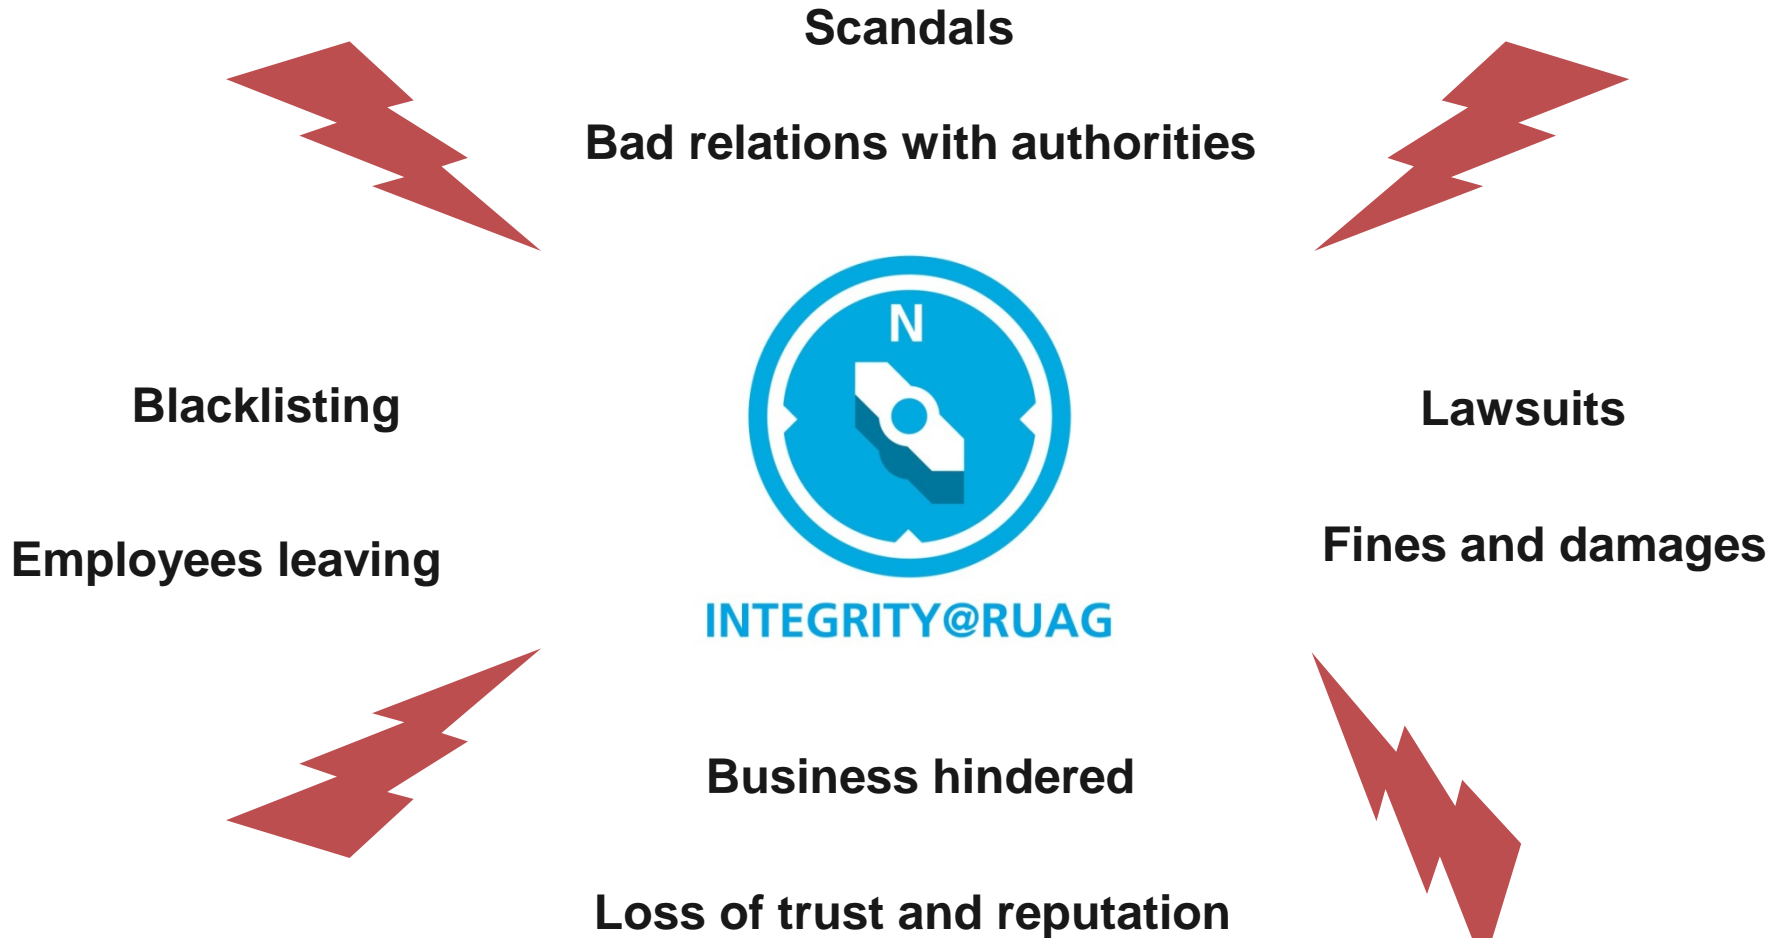 Scandals
Bad relations with authorities
N
Blacklisting
Lawsuits
Employees leaving
Fines and damages
INTEGRITY@RUAG
Business hindered
Loss of trust and reputation